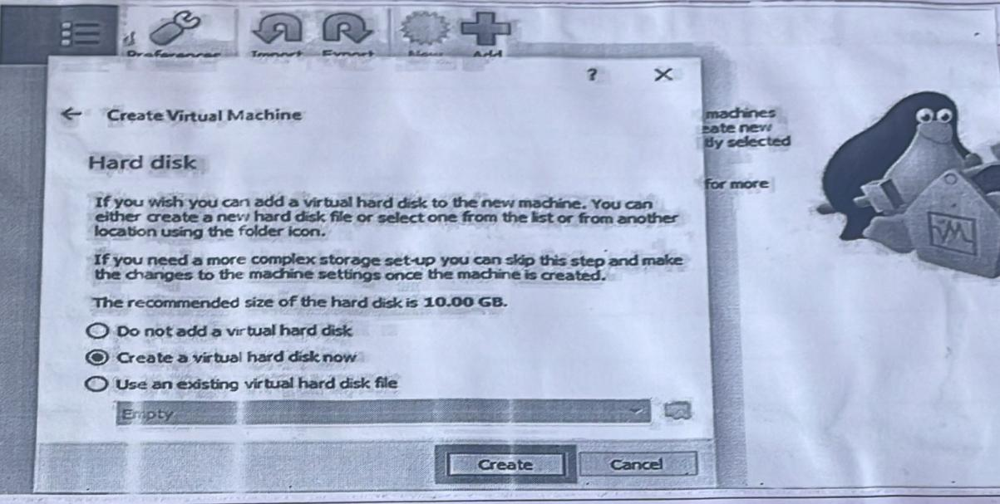 Preferences Import Export New Add
? X
← Create Virtual Machine
machines
eate new
tly selected
for more
Hard disk
If you wish you can add a virtual hard disk to the new machine. You can
either create a new hard disk file or select one from the list or from another
location using the folder icon.
If you need a more complex storage set-up you can skip this step and make
the changes to the machine settings once the machine is created.
The recommended size of the hard disk is 10.00 GB.
Do not add a virtual hard disk
Create a virtual hard disk now
Use an existing virtual hard disk file
Empty
Create Cancel